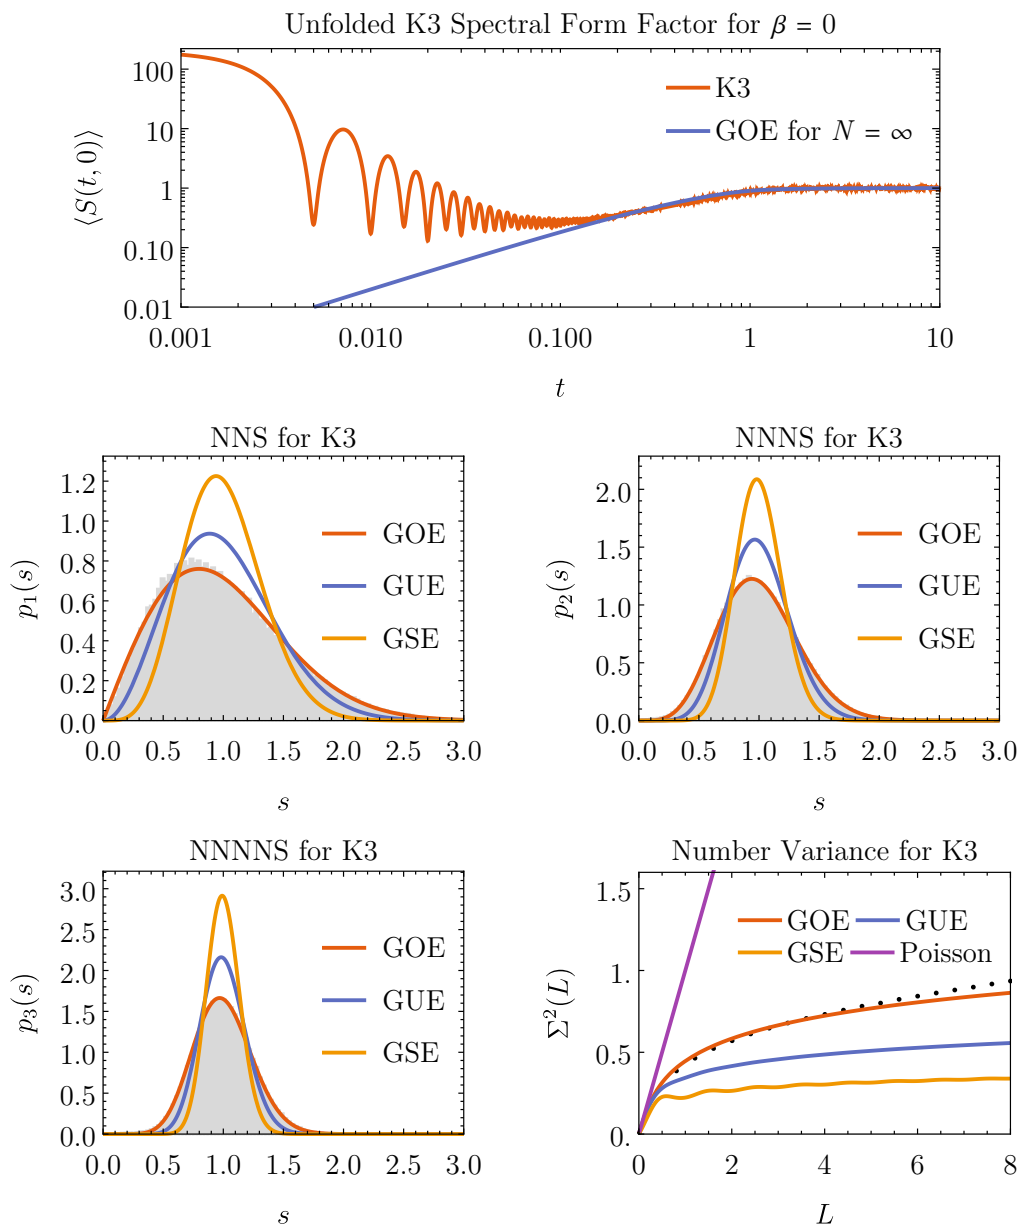 Unfolded K3 Spectral Form Factor for β = 0
⟨S(t, 0)⟩
100
10
1
0.10
0.01
K3
GOE for N = ∞
0.001 0.010 0.100 1 10
t
NNS for K3
p₁(s)
1.2
1.0
0.8
0.6
0.4
0.2
0.0
GOE
GUE
GSE
0.0 0.5 1.0 1.5 2.0 2.5 3.0
s
NNNS for K3
p₂(s)
2.0
1.5
1.0
0.5
0.0
GOE
GUE
GSE
0.0 0.5 1.0 1.5 2.0 2.5 3.0
s
NNNNS for K3
p₃(s)
3.0
2.5
2.0
1.5
1.0
0.5
0.0
GOE
GUE
GSE
0.0 0.5 1.0 1.5 2.0 2.5 3.0
s
Number Variance for K3
Σ²(L)
1.5
1
0.5
0.
GOE GUE
GSE Poisson
0 2 4 6 8
L